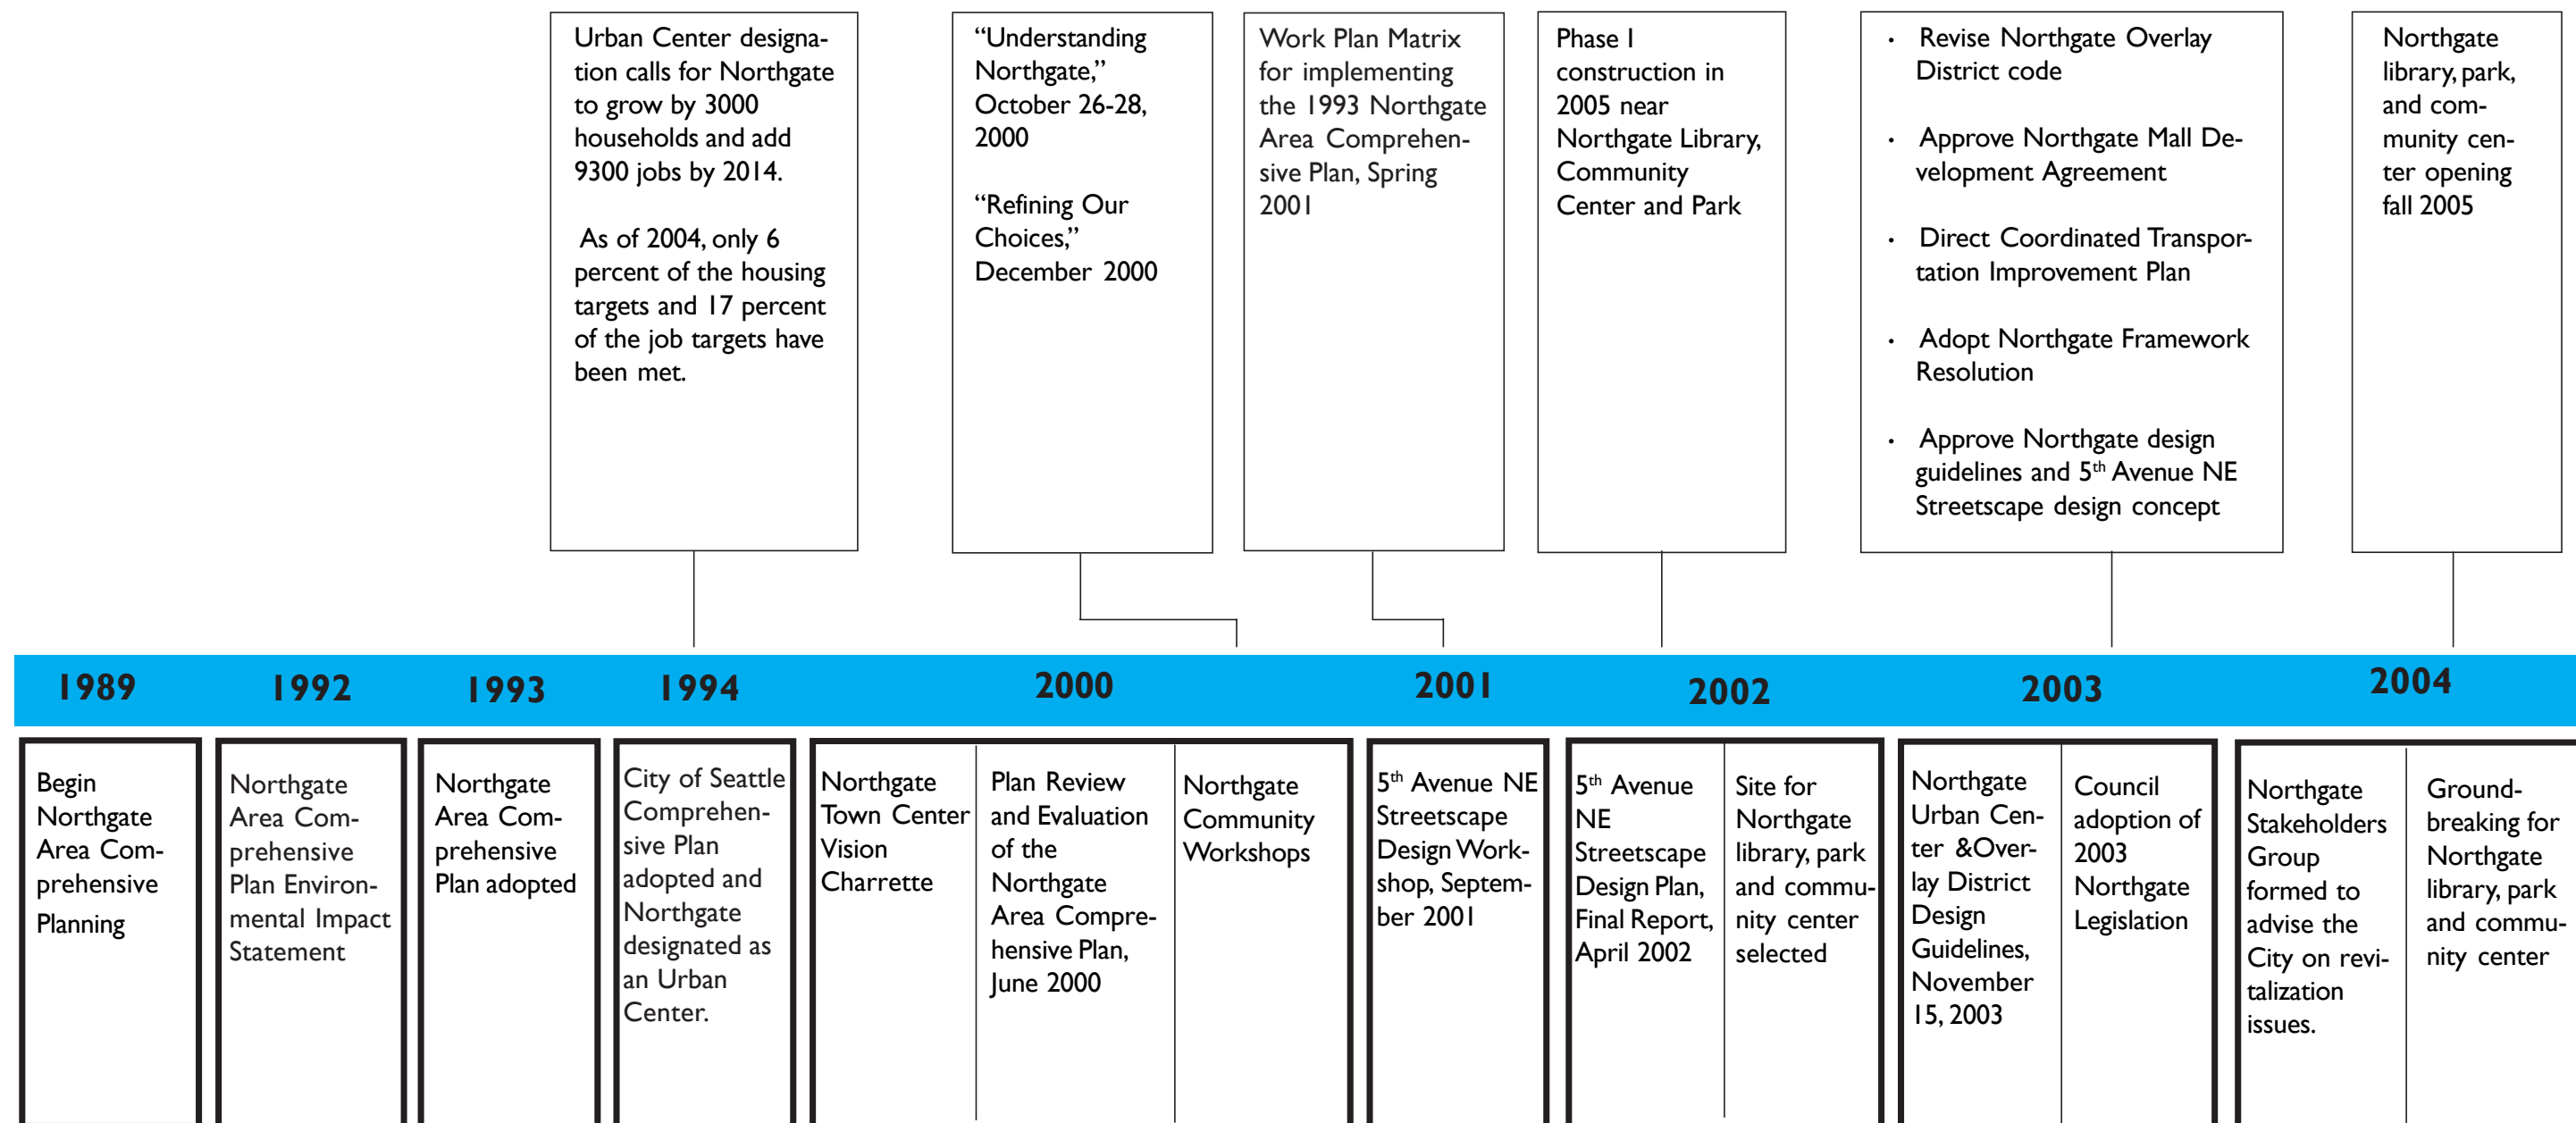 Urban Center designa-
tion calls for Northgate
to grow by 3000
households and add
9300 jobs by 2014.
As of 2004, only 6
percent of the housing
targets and 17 percent
of the job targets have
been met.
“Understanding
Northgate,”
October 26-28,
2000
“Refining Our
Choices,”
December 2000
Work Plan Matrix
for implementing
the 1993 Northgate
Area Comprehen-
sive Plan, Spring
2001
Phase I
construction in
2005 near
Northgate Library,
Community
Center and Park
· Revise Northgate Overlay
District code
· Approve Northgate Mall De-
velopment Agreement
· Direct Coordinated Transpor-
tation Improvement Plan
· Adopt Northgate Framework
Resolution
· Approve Northgate design
guidelines and 5th Avenue NE
Streetscape design concept
Northgate
library, park,
and com-
munity cen-
ter opening
fall 2005
1989 1992 1993 1994 2000 2001 2002 2003 2004
Begin
Northgate
Area Com-
prehensive
Planning
Northgate
Area Com-
prehensive
Plan Environ-
mental Impact
Statement
Northgate
Area Com-
prehensive
Plan adopted
City of Seattle
Comprehen-
sive Plan
adopted and
Northgate
designated as
an Urban
Center.
Northgate
Town Center
Vision
Charrette
Plan Review
and Evaluation
of the
Northgate
Area Compre-
hensive Plan,
June 2000
Northgate
Community
Workshops
5th Avenue NE
Streetscape
Design Work-
shop, Septem-
ber 2001
5th Avenue
NE
Streetscape
Design Plan,
Final Report,
April 2002
Site for
Northgate
library, park
and commu-
nity center
selected
Northgate
Urban Cen-
ter &Over-
lay District
Design
Guidelines,
November
15, 2003
Council
adoption of
2003
Northgate
Legislation
Northgate
Stakeholders
Group
formed to
advise the
City on revi-
talization
issues.
Ground-
breaking for
Northgate
library, park
and commu-
nity center